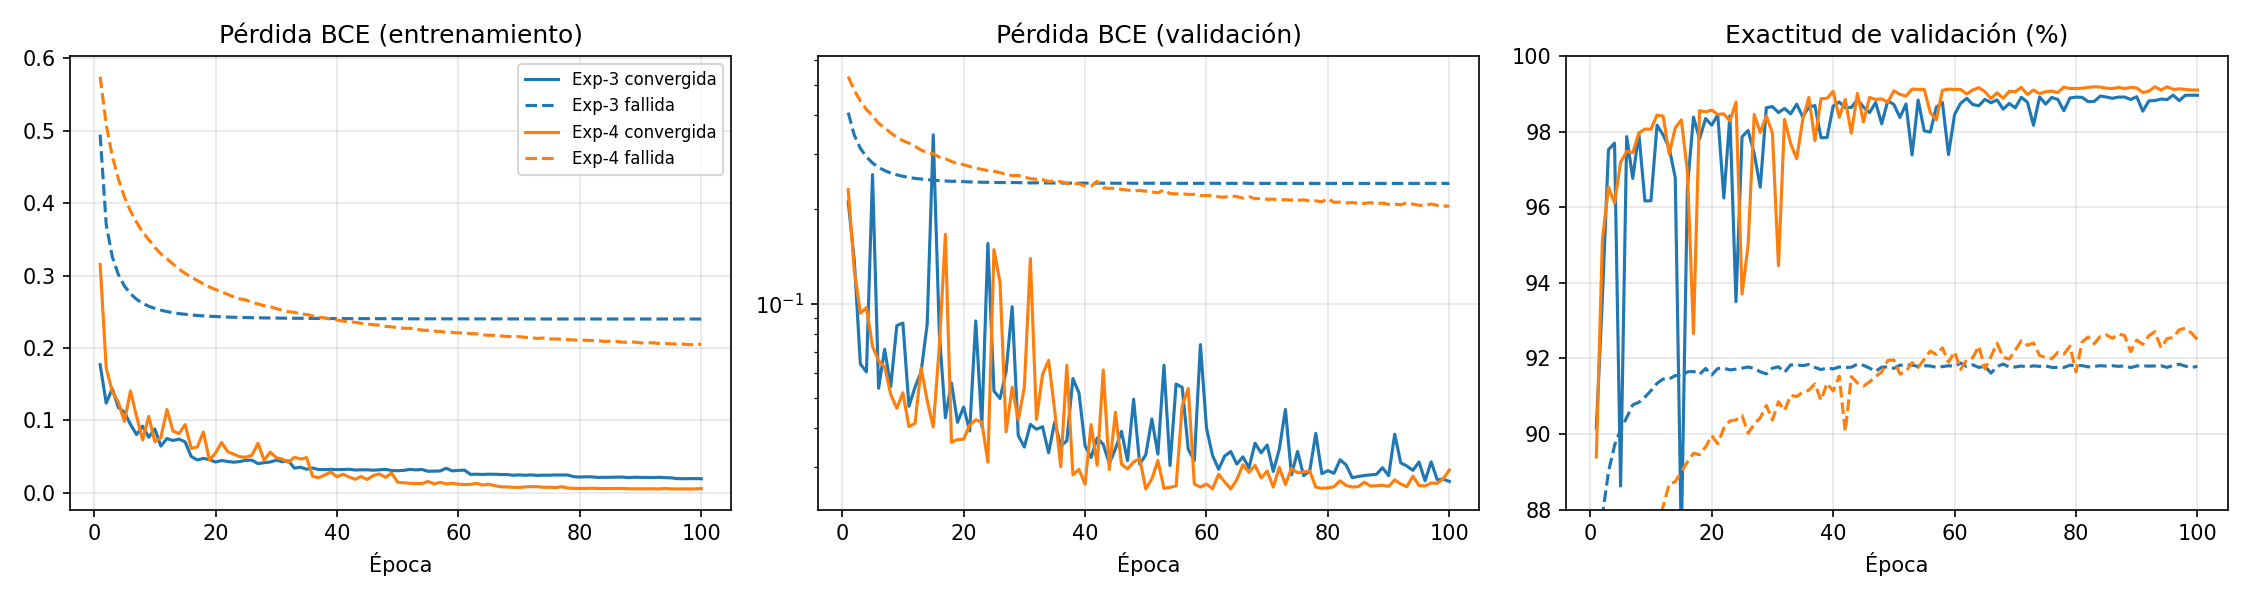 Pérdida BCE (entrenamiento)
0.6
0.5
0.4
0.3
0.2
0.1
0.0
0 20 40 60 80 100
Época
Exp-3 convergida
Exp-3 fallida
Exp-4 convergida
Exp-4 fallida
Pérdida BCE (validación)
10⁻¹
0 20 40 60 80 100
Época
Exactitud de validación (%)
100
98
96
94
92
90
88
0 20 40 60 80 100
Época